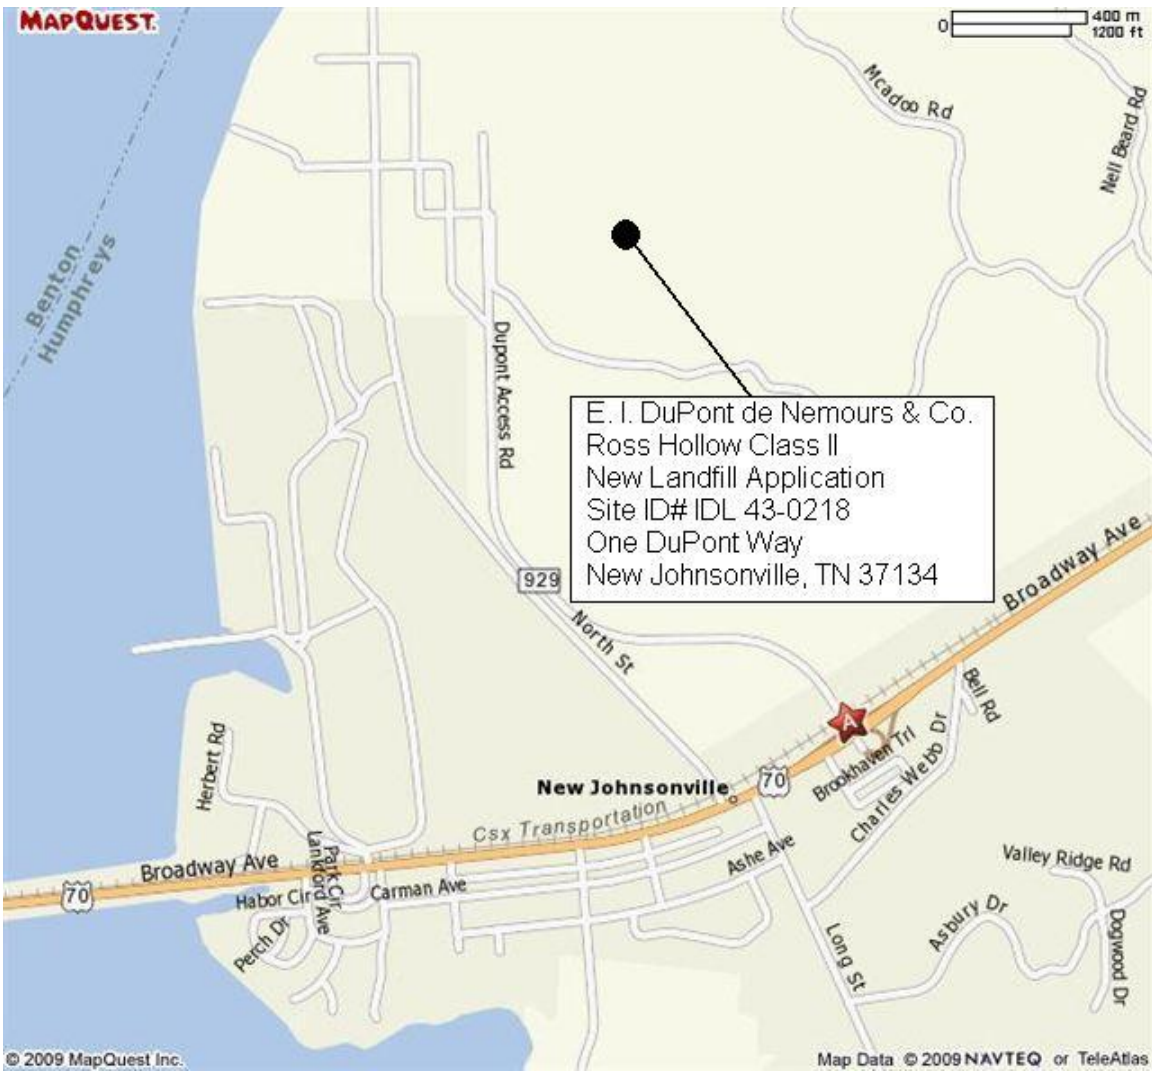 MAPQUEST.
0
400 m
1200 ft
Mcadoo Rd
Nell Beard Rd
Benton
Humphreys
Dupont Access Rd
E. I. DuPont de Nemours & Co.
Ross Hollow Class II
New Landfill Application
Site ID# IDL 43-0218
One DuPont Way
New Johnsonville, TN 37134
929
North St
Broadway Ave
A
Bell Rd
Herbert Rd
New Johnsonville
70
Brookhaven Trl
Charles Webb Dr
Csx Transportation
Broadway Ave
70
Lankford Ave
Park Cir
Habor Cir
Carman Ave
Ashe Ave
Valley Ridge Rd
Perch Dr
Long St
Asbury Dr
Dogwood Dr
© 2009 MapQuest Inc.
Map Data © 2009 NAVTEQ or TeleAtlas